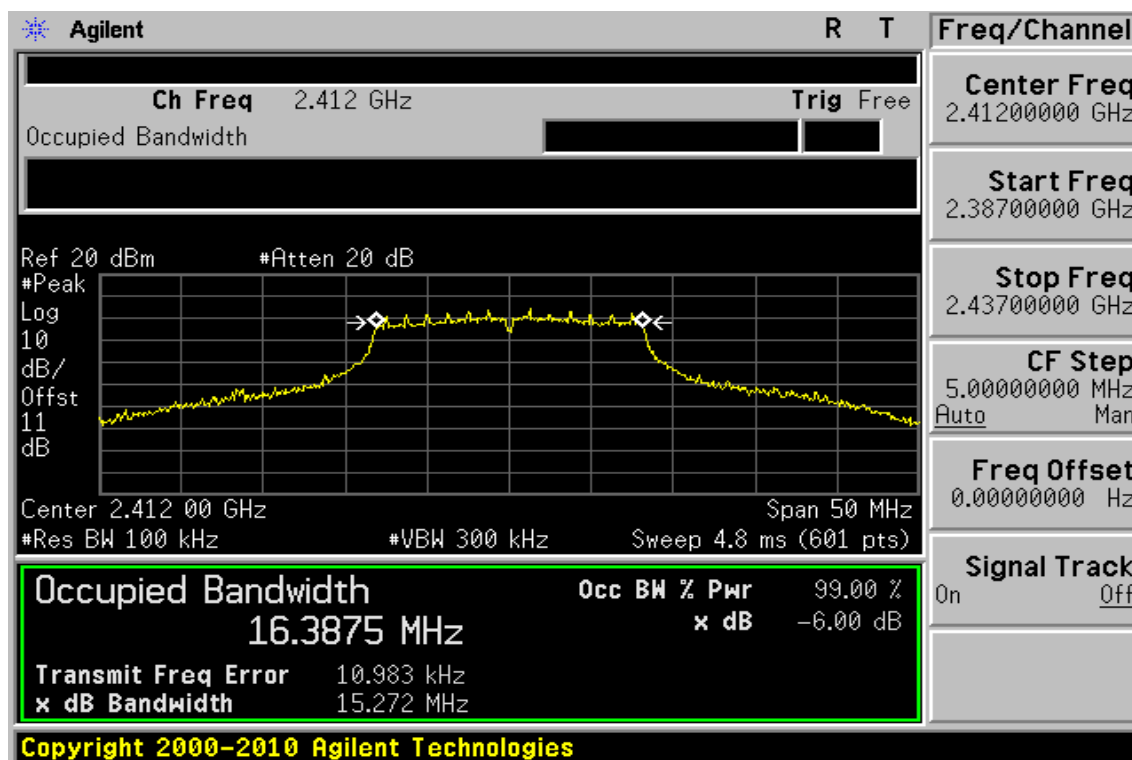 Agilent R T
Ch Freq 2.412 GHz Trig Free
Occupied Bandwidth
Ref 20 dBm #Atten 20 dB
#Peak
Log
10
dB/
Offst
11
dB
Center 2.412 00 GHz Span 50 MHz
#Res BW 100 kHz #VBW 300 kHz Sweep 4.8 ms (601 pts)
Occupied Bandwidth Occ BW % Pwr 99.00 %
16.3875 MHz x dB -6.00 dB
Transmit Freq Error 10.983 kHz
x dB Bandwidth 15.272 MHz
Copyright 2000-2010 Agilent Technologies
Freq/Channel
Center Freq
2.41200000 GHz
Start Freq
2.38700000 GHz
Stop Freq
2.43700000 GHz
CF Step
5.00000000 MHz
Auto Man
Freq Offset
0.00000000 Hz
Signal Track
On Off